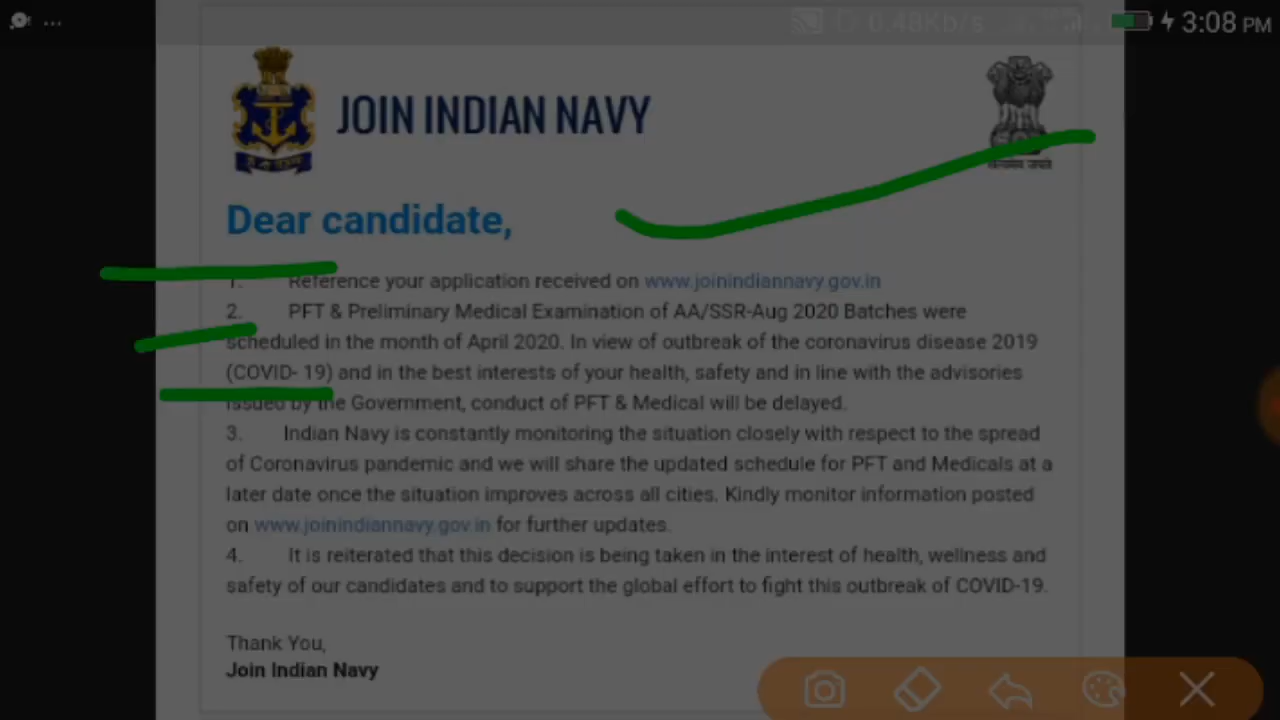 0.48Kb/s
3:08 PM
JOIN INDIAN NAVY
Dear candidate,
1. Reference your application received on www.joinindiannavy.gov.in
2. PFT & Preliminary Medical Examination of AA/SSR-Aug 2020 Batches were
scheduled in the month of April 2020. In view of outbreak of the coronavirus disease 2019
(COVID- 19) and in the best interests of your health, safety and in line with the advisories
issued by the Government, conduct of PFT & Medical will be delayed.
3. Indian Navy is constantly monitoring the situation closely with respect to the spread
of Coronavirus pandemic and we will share the updated schedule for PFT and Medicals at a
later date once the situation improves across all cities. Kindly monitor information posted
on www.joinindiannavy.gov.in for further updates.
4. It is reiterated that this decision is being taken in the interest of health, wellness and
safety of our candidates and to support the global effort to fight this outbreak of COVID-19.
Thank You,
Join Indian Navy